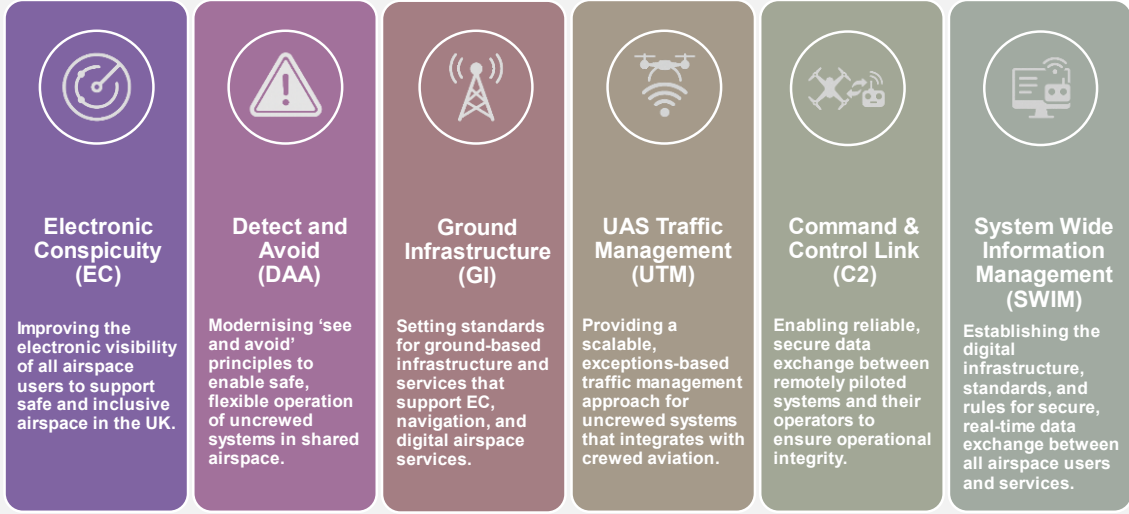 Electronic
Conspicuity
(EC)
Improving the
electronic visibility
of all airspace
users to support
safe and inclusive
airspace in the UK.
Detect and
Avoid
(DAA)
Modernising ‘see
and avoid’
principles to
enable safe,
flexible operation
of uncrewed
systems in shared
airspace.
Ground
Infrastructure
(GI)
Setting standards
for ground-based
infrastructure and
services that
support EC,
navigation, and
digital airspace
services.
UAS Traffic
Management
(UTM)
Providing a
scalable,
exceptions-based
traffic management
approach for
uncrewed systems
that integrates with
crewed aviation.
Command &
Control Link
(C2)
Enabling reliable,
secure data
exchange between
remotely piloted
systems and their
operators to
ensure operational
integrity.
System Wide
Information
Management
(SWIM)
Establishing the
digital
infrastructure,
standards, and
rules for secure,
real-time data
exchange between
all airspace users
and services.